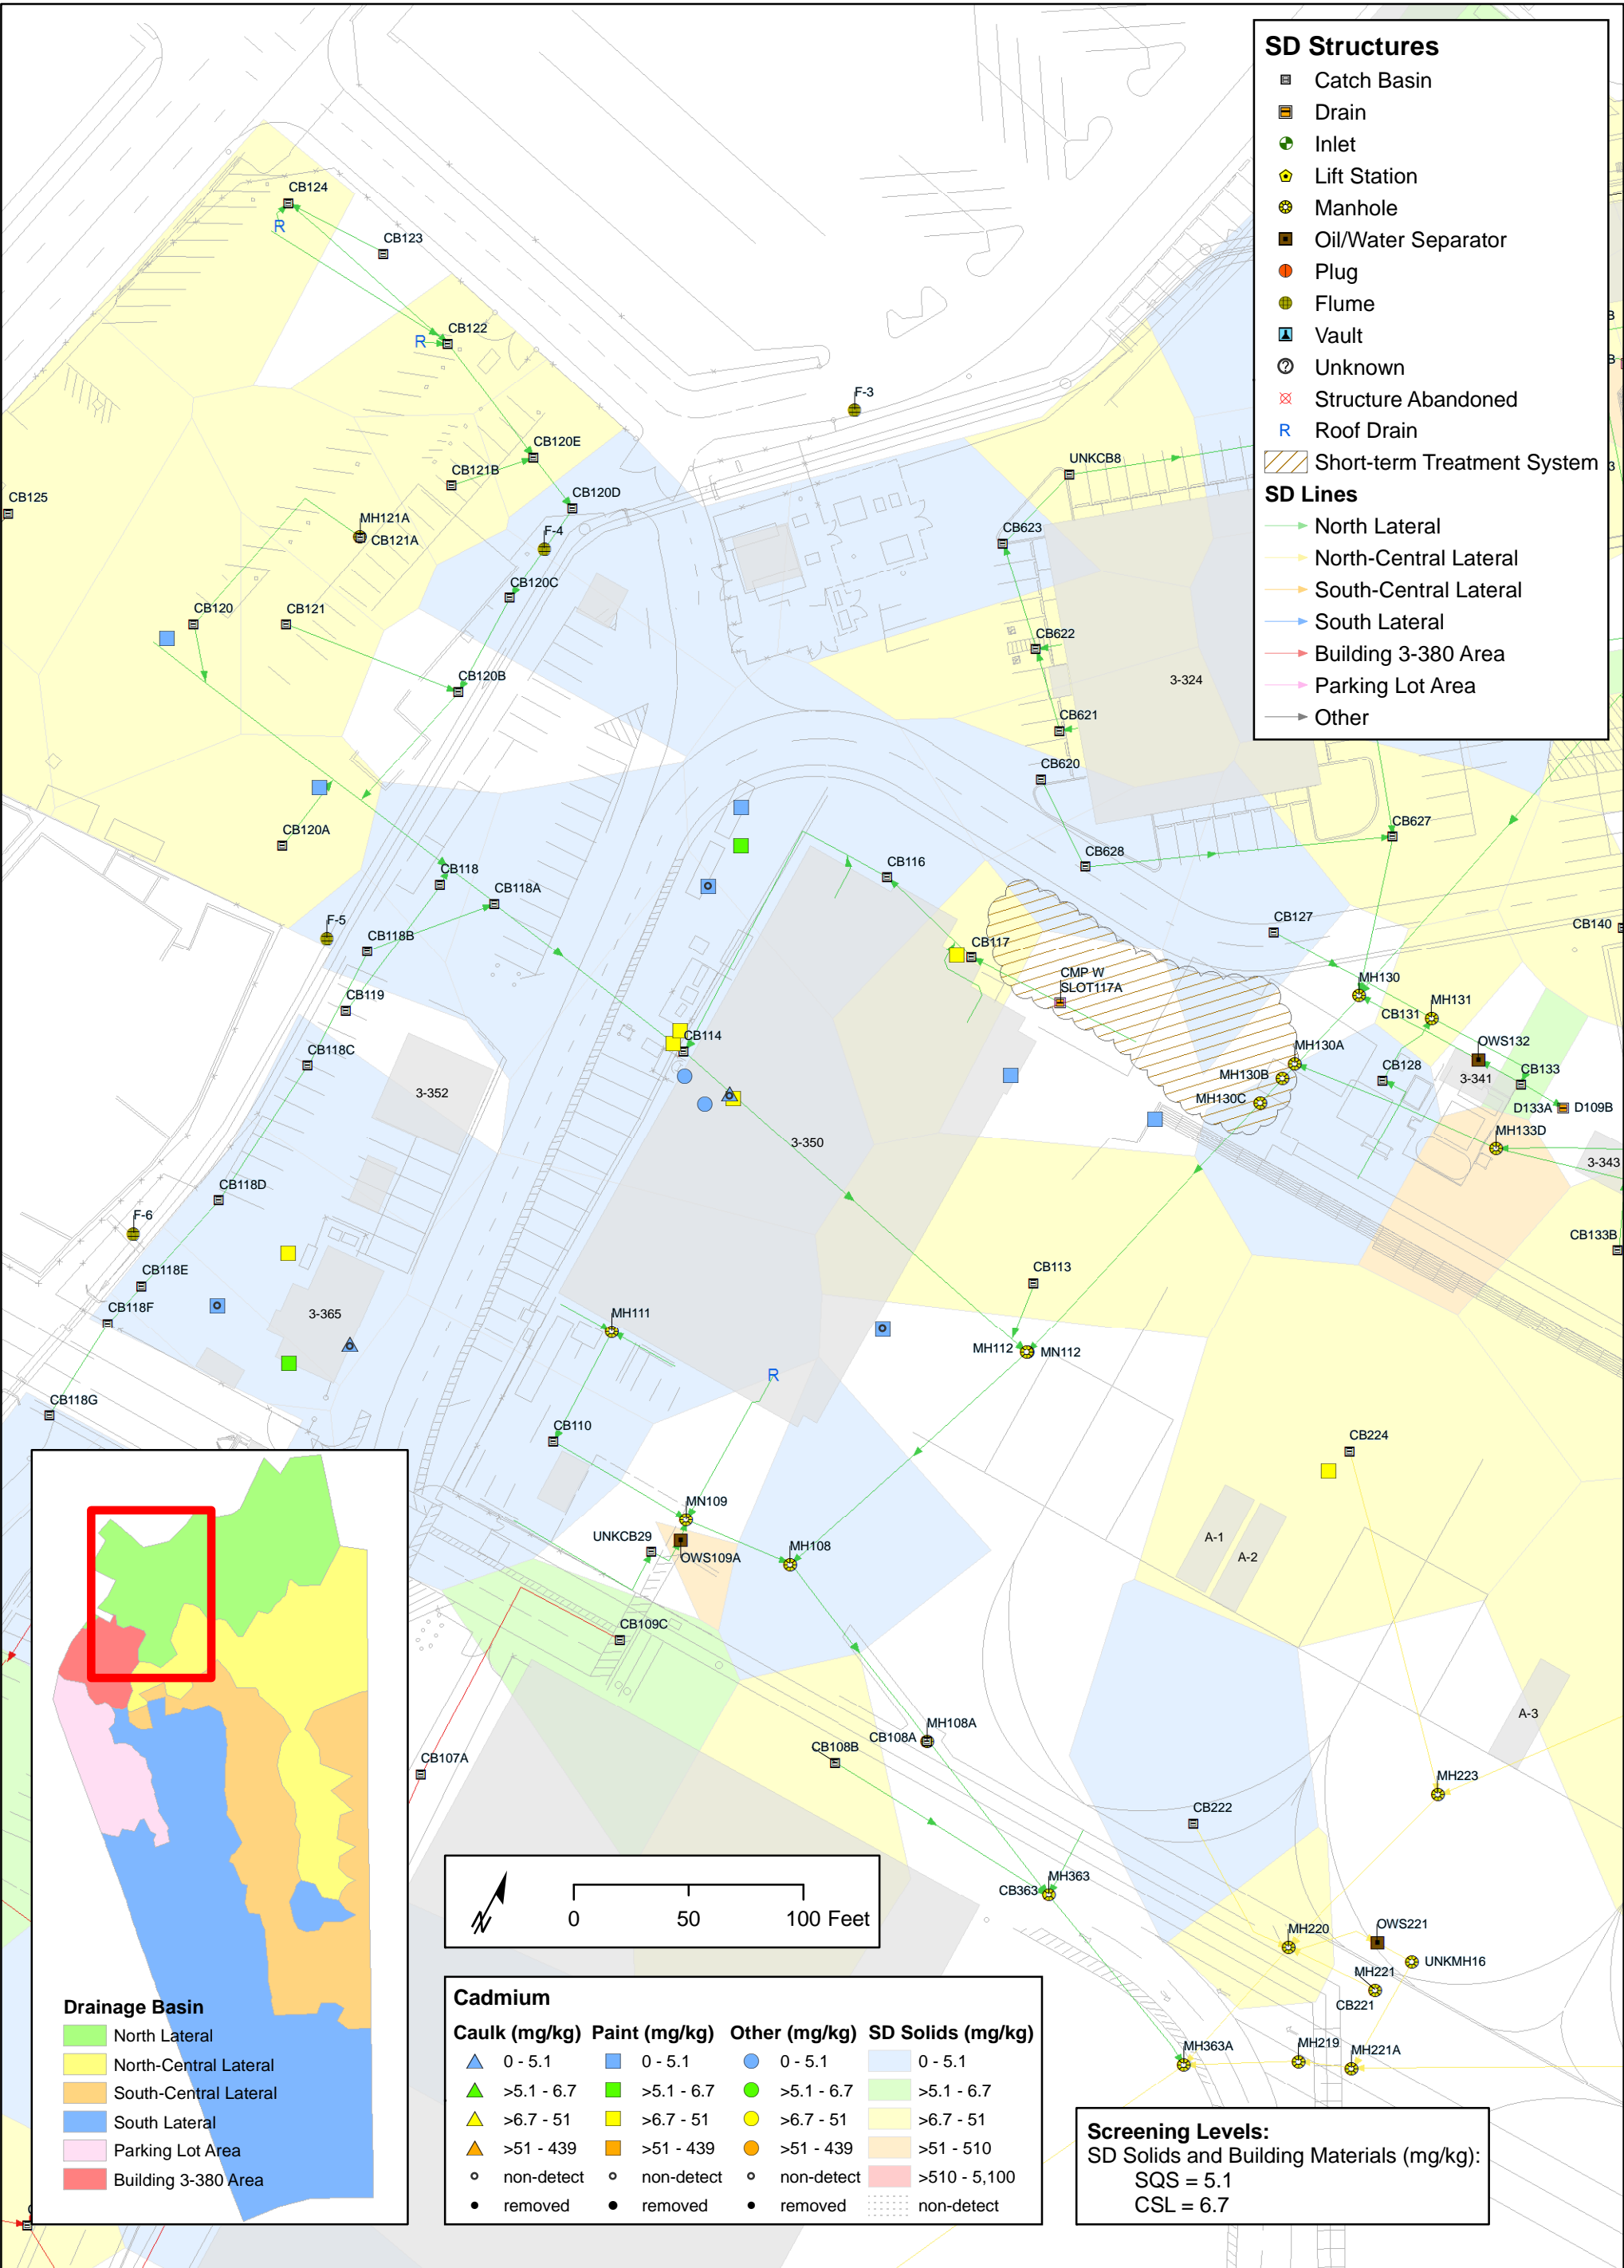 SD Structures
Catch Basin
Drain
Inlet
Lift Station
Manhole
Oil/Water Separator
Plug
Flume
Vault
Unknown
Structure Abandoned
R Roof Drain
Short-term Treatment System
SD Lines
North Lateral
North-Central Lateral
South-Central Lateral
South Lateral
Building 3-380 Area
Parking Lot Area
Other
CB124
R
CB123
CB122
R
F-3
CB120E
CB121B
UNKCB8
CB125
CB120D
MH121A
CB121A
F-4
CB623
CB120C
CB120
CB121
CB622
CB120B
3-324
CB621
CB620
CB627
CB120A
CB628
CB116
CB118
CB118A
F-5
CB118B
CB117
CB127
CB140
CMP W
SLOT117A
MH130
MH131
CB131
CB119
CB114
MH130A
OWS132
CB118C
3-352
MH130B
CB128
3-341
CB133
MH130C
D133A
D109B
3-350
MH133D
3-343
CB118D
F-6
CB133B
CB118E
CB113
CB118F
3-365
MH111
MH112
MN112
R
CB118G
CB110
CB224
MN109
UNKCB29
OWS109A
MH108
A-1
A-2
CB109C
A-3
MH108A
CB108A
CB108B
CB107A
MH223
CB222
MH363
CB363
MH220
OWS221
UNKMH16
MH221
CB221
MH363A
MH219
MH221A
0 50 100 Feet
N
Drainage Basin
North Lateral
North-Central Lateral
South-Central Lateral
South Lateral
Parking Lot Area
Building 3-380 Area
Cadmium
Caulk (mg/kg) Paint (mg/kg) Other (mg/kg) SD Solids (mg/kg)
0 - 5.1 0 - 5.1 0 - 5.1 0 - 5.1
>5.1 - 6.7 >5.1 - 6.7 >5.1 - 6.7 >5.1 - 6.7
>6.7 - 51 >6.7 - 51 >6.7 - 51 >6.7 - 51
>51 - 439 >51 - 439 >51 - 439 >51 - 510
non-detect non-detect non-detect >510 - 5,100
removed removed removed non-detect
Screening Levels:
SD Solids and Building Materials (mg/kg):
SQS = 5.1
CSL = 6.7